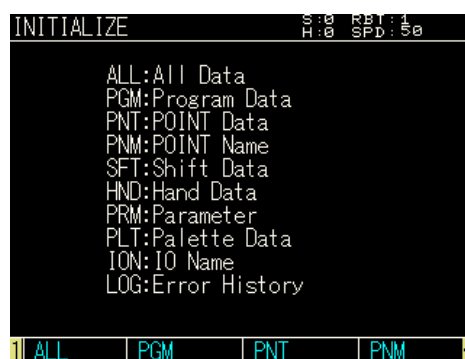 INITIALIZE S:0 RBT:1
H:0 SPD:50
ALL:All Data
PGM:Program Data
PNT:POINT Data
PNM:POINT Name
SFT:Shift Data
HND:Hand Data
PRM:Parameter
PLT:Palette Data
ION:IO Name
LOG:Error History
1 ALL PGM PNT PNM